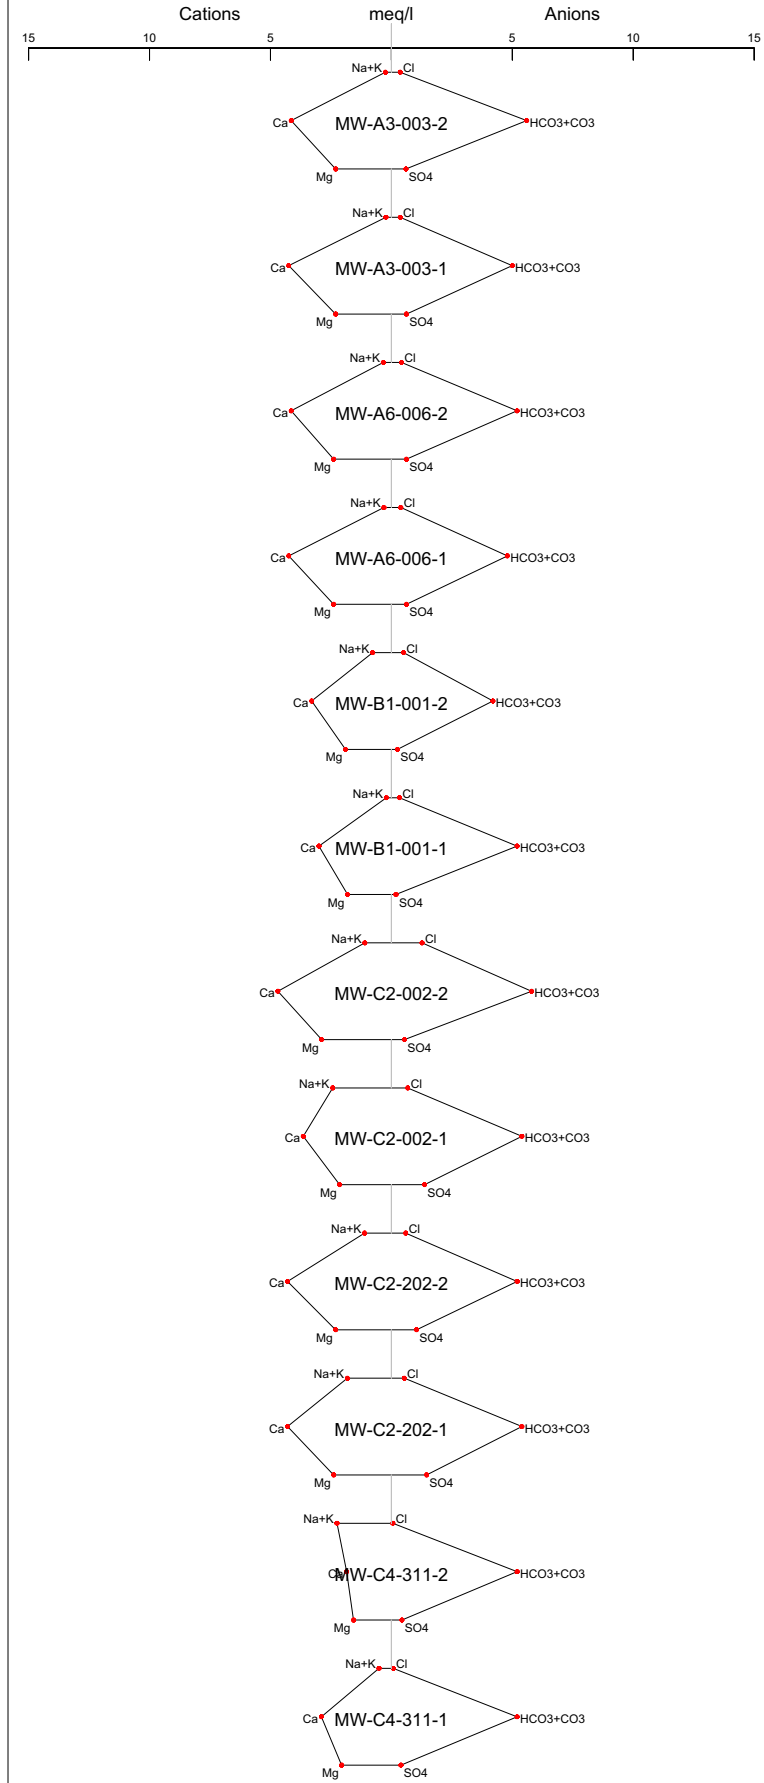 Cations meq/l Anions
15 10 5 5 10 15
Na+K Cl
Ca MW-A3-003-2 HCO3+CO3
Mg SO4
Na+K Cl
Ca MW-A3-003-1 HCO3+CO3
Mg SO4
Na+K Cl
Ca MW-A6-006-2 HCO3+CO3
Mg SO4
Na+K Cl
Ca MW-A6-006-1 HCO3+CO3
Mg SO4
Na+K Cl
Ca MW-B1-001-2 HCO3+CO3
Mg SO4
Na+K Cl
Ca MW-B1-001-1 HCO3+CO3
Mg SO4
Na+K Cl
Ca MW-C2-002-2 HCO3+CO3
Mg SO4
Na+K Cl
Ca MW-C2-002-1 HCO3+CO3
Mg SO4
Na+K Cl
Ca MW-C2-202-2 HCO3+CO3
Mg SO4
Na+K Cl
Ca MW-C2-202-1 HCO3+CO3
Mg SO4
Na+K Cl
Ca MW-C4-311-2 HCO3+CO3
Mg SO4
Na+K Cl
Ca MW-C4-311-1 HCO3+CO3
Mg SO4